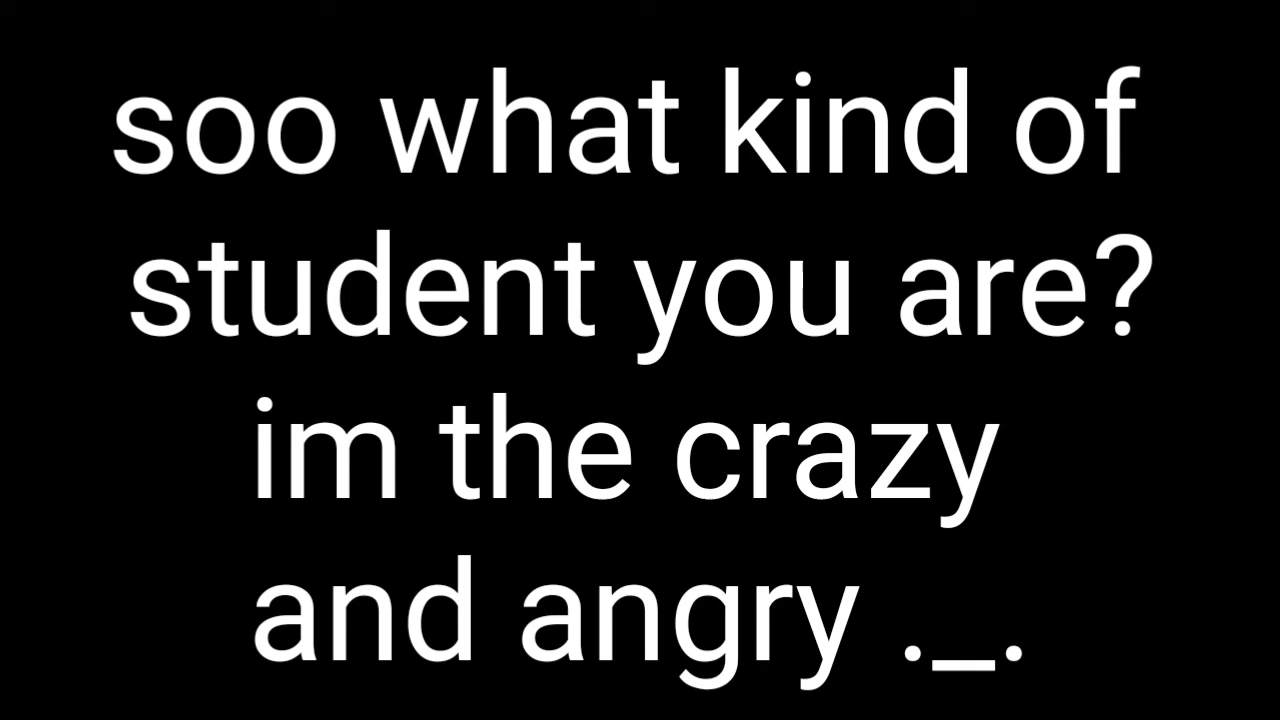 soo what kind of
student you are?
im the crazy
and angry ._.